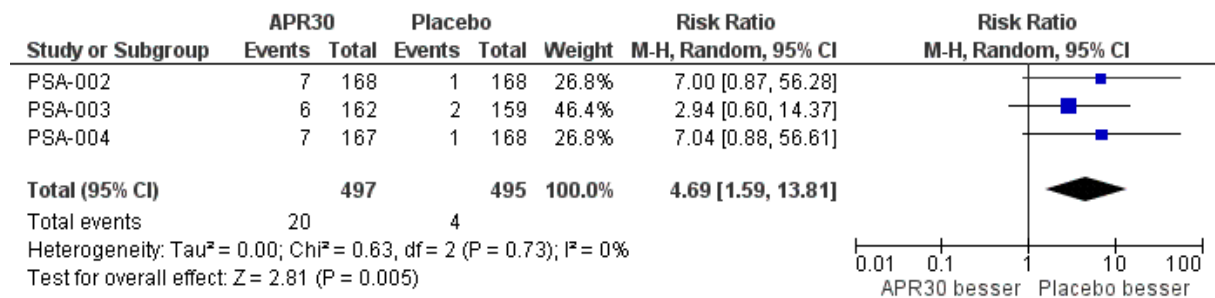 APR30 Placebo Risk Ratio Risk Ratio
Study or Subgroup Events Total Events Total Weight M-H, Random, 95% CI M-H, Random, 95% CI
PSA-002 7 168 1 168 26.8% 7.00 [0.87, 56.28]
PSA-003 6 162 2 159 46.4% 2.94 [0.60, 14.37]
PSA-004 7 167 1 168 26.8% 7.04 [0.88, 56.61]
Total (95% CI) 497 495 100.0% 4.69 [1.59, 13.81]
Total events 20 4
Heterogeneity: Tau² = 0.00; Chi² = 0.63, df = 2 (P = 0.73); I² = 0%
Test for overall effect: Z = 2.81 (P = 0.005)
0.01 0.1 1 10 100
APR30 besser Placebo besser